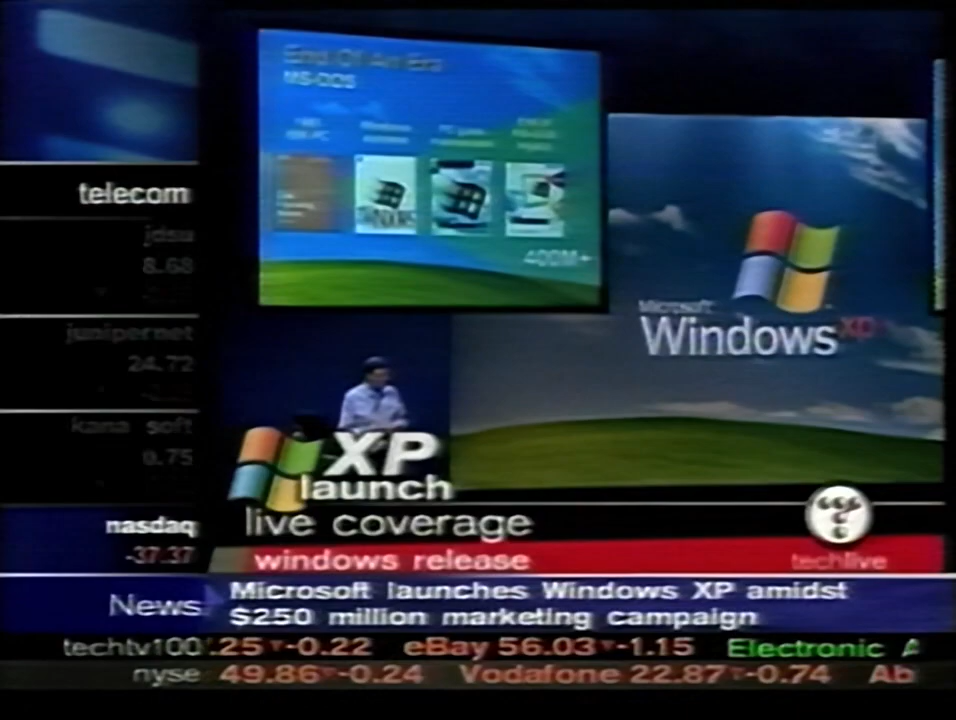 End Of An Era
MS-DOS
400M+
Microsoft
Windows xp
telecom
jdsu
8.68
junipernet
24.72
kana soft
0.75
nasdaq
-37.37
XP
launch
live coverage
windows release
techlive
News
Microsoft launches Windows XP amidst
$250 million marketing campaign
techtv100 .25 -0.22 eBay 56.03 -1.15 Electronic A
nyse 49.86 -0.24 Vodafone 22.87 -0.74 Ab